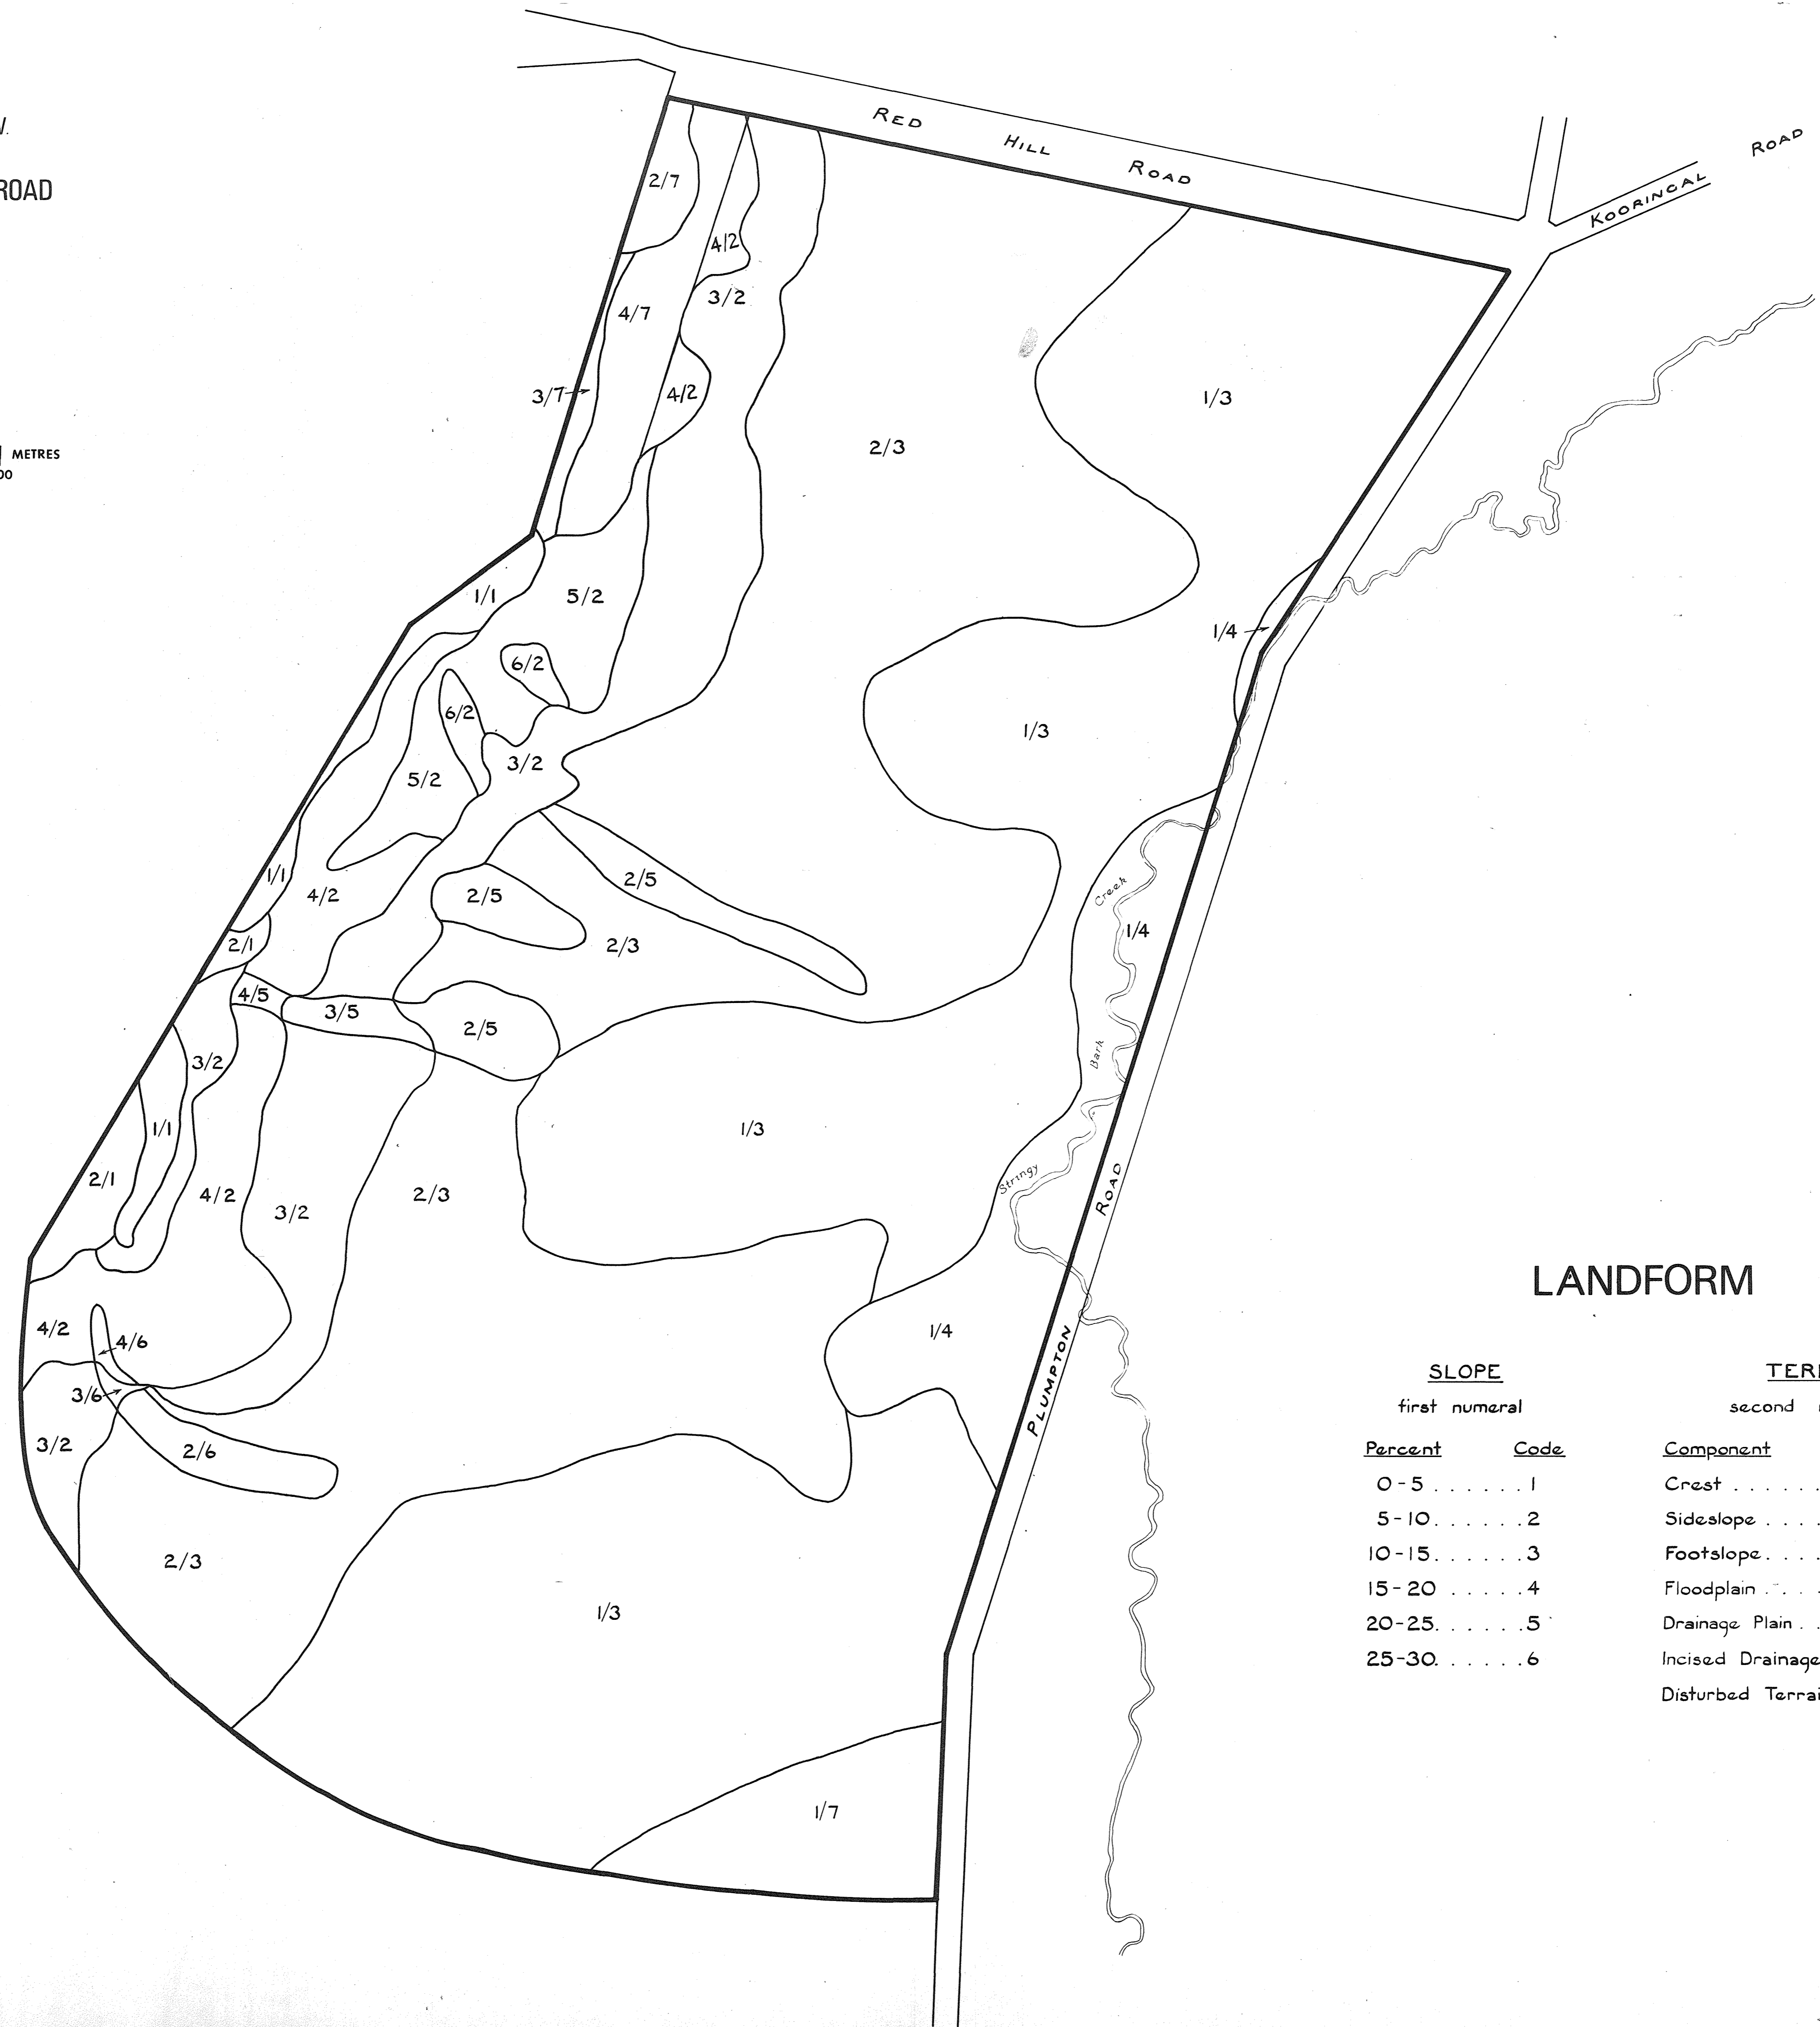 ROAD
METRES
RED HILL ROAD
KOORINGAL ROAD
2/7
4/2
3/2
4/7
3/7
4/2
1/3
2/3
1/1
5/2
1/4
6/2
6/2
1/3
3/2
5/2
1/1
4/2
2/5
2/5
Creek
1/4
2/1
2/3
4/5
3/5
2/5
Bark
3/2
1/1
1/3
2/1
4/2
3/2
2/3
Stringy
ROAD
PLUMPTON
4/2
4/6
1/4
3/6
3/2
2/6
2/3
1/3
1/7
LANDFORM
SLOPE
first numeral
Percent Code
0-5 . . . . . . 1
5-10. . . . . . 2
10-15. . . . . . 3
15-20 . . . . . 4
20-25. . . . . . 5
25-30. . . . . . 6
second
Component
Crest . . . . . .
Sideslope . . . .
Footslope. . . .
Floodplain . . . .
Drainage Plain . .
Incised Drainage
Disturbed